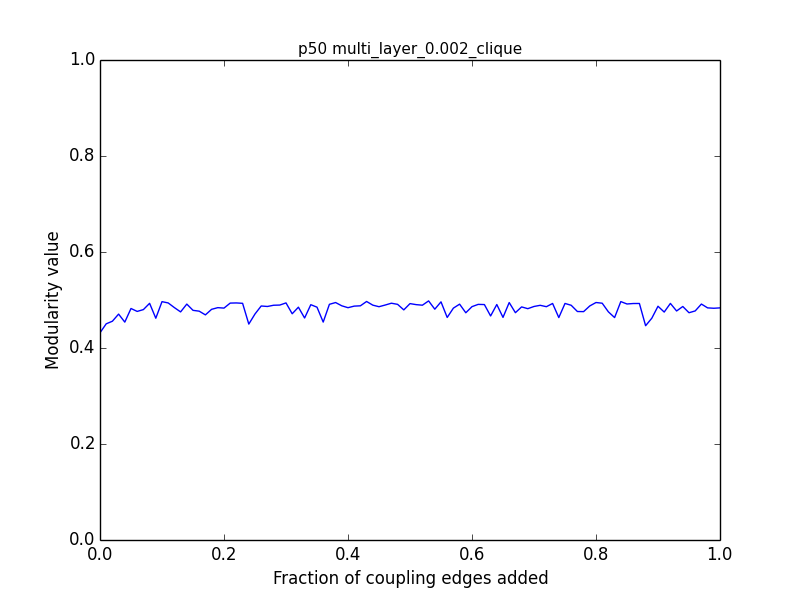 p50 multi_layer_0.002_clique
1.0
0.8
0.6
0.4
0.2
0.0
Modularity value
0.0 0.2 0.4 0.6 0.8 1.0
Fraction of coupling edges added